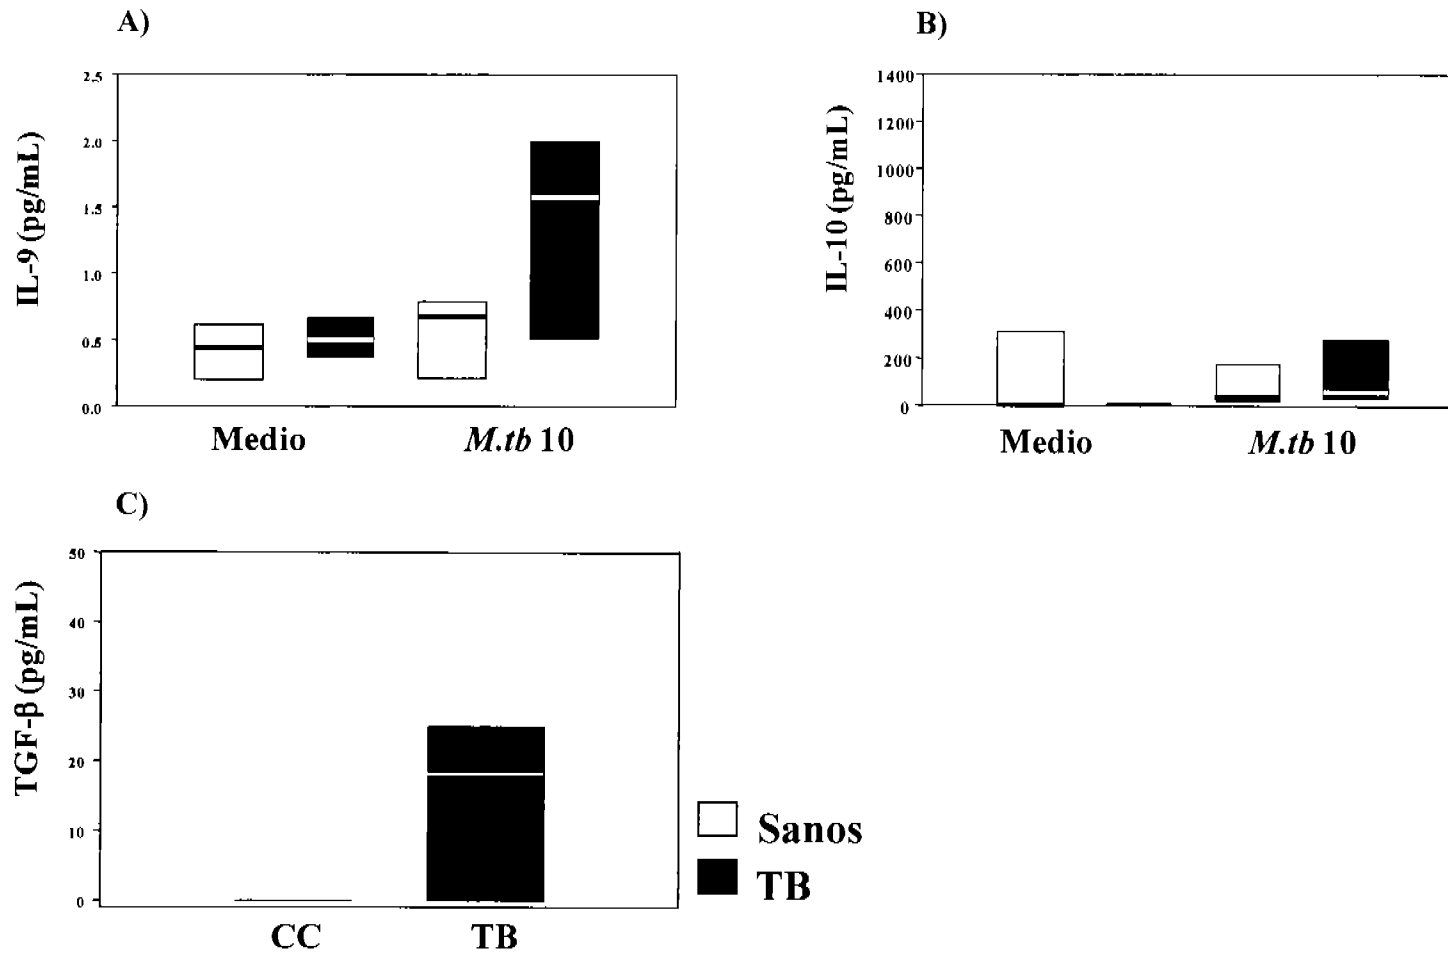 A)
IL-9 (pg/mL)
2.5
2.0
1.5
1.0
0.5
0.0
Medio
M.tb 10
B)
IL-10 (pg/mL)
1400
1200
1000
800
600
400
200
0
Medio
M.tb 10
C)
TGF-β (pg/mL)
50
40
30
20
10
0
CC
TB
Sanos
TB